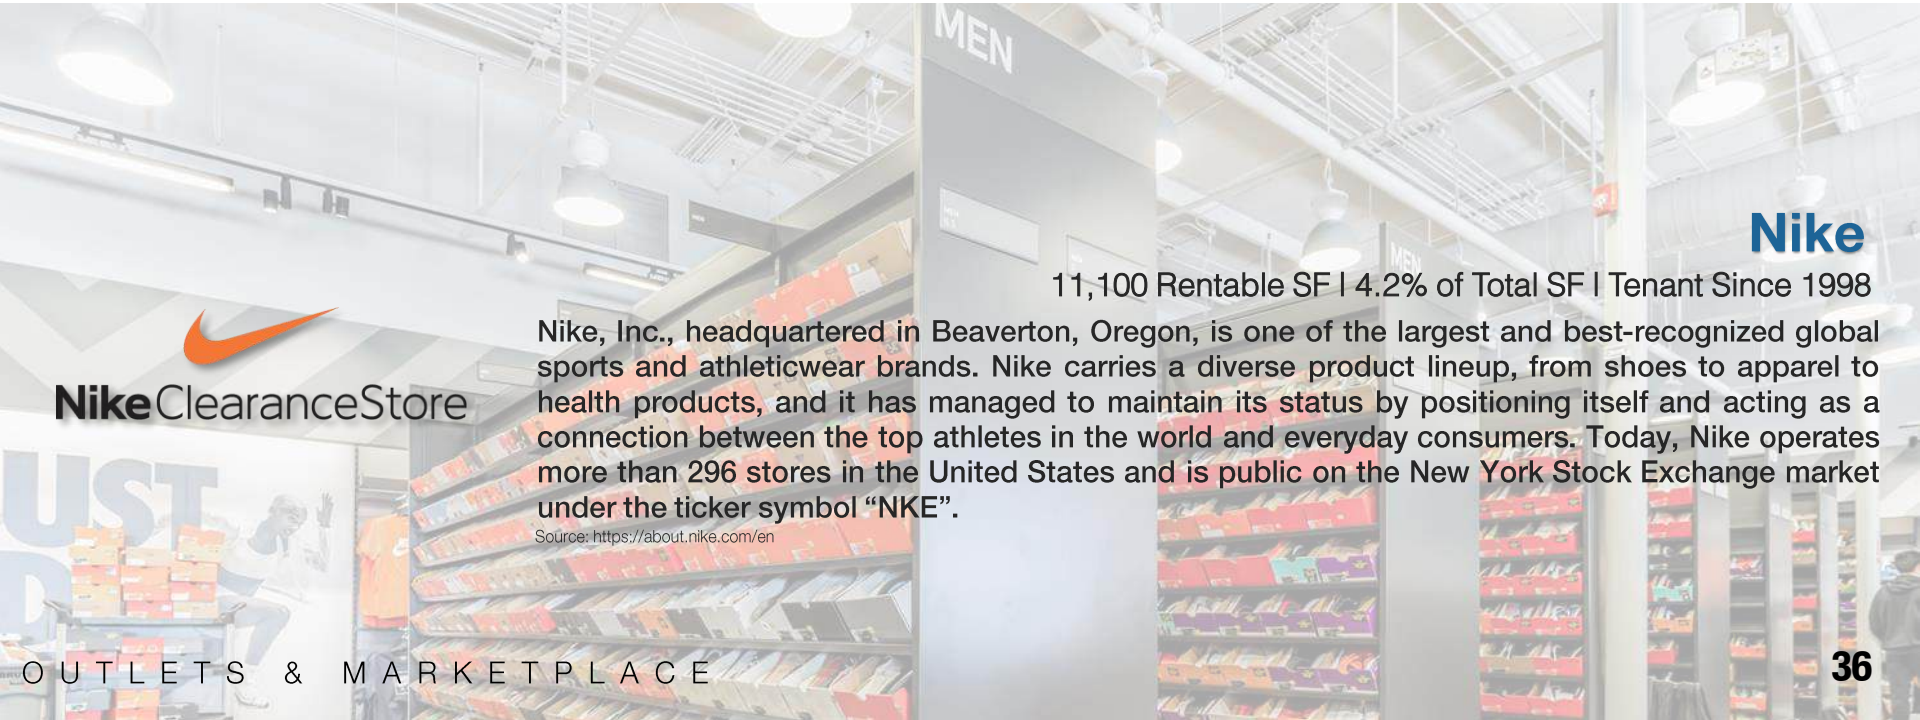 MEN
MEN
Nike
11,100 Rentable SF | 4.2% of Total SF | Tenant Since 1998
NikeClearanceStore
Nike, Inc., headquartered in Beaverton, Oregon, is one of the largest and best-recognized global
sports and athleticwear brands. Nike carries a diverse product lineup, from shoes to apparel to
health products, and it has managed to maintain its status by positioning itself and acting as a
connection between the top athletes in the world and everyday consumers. Today, Nike operates
more than 296 stores in the United States and is public on the New York Stock Exchange market
under the ticker symbol “NKE”.
Source: https://about.nike.com/en
UST
D
OUTLETS & MARKETPLACE
36